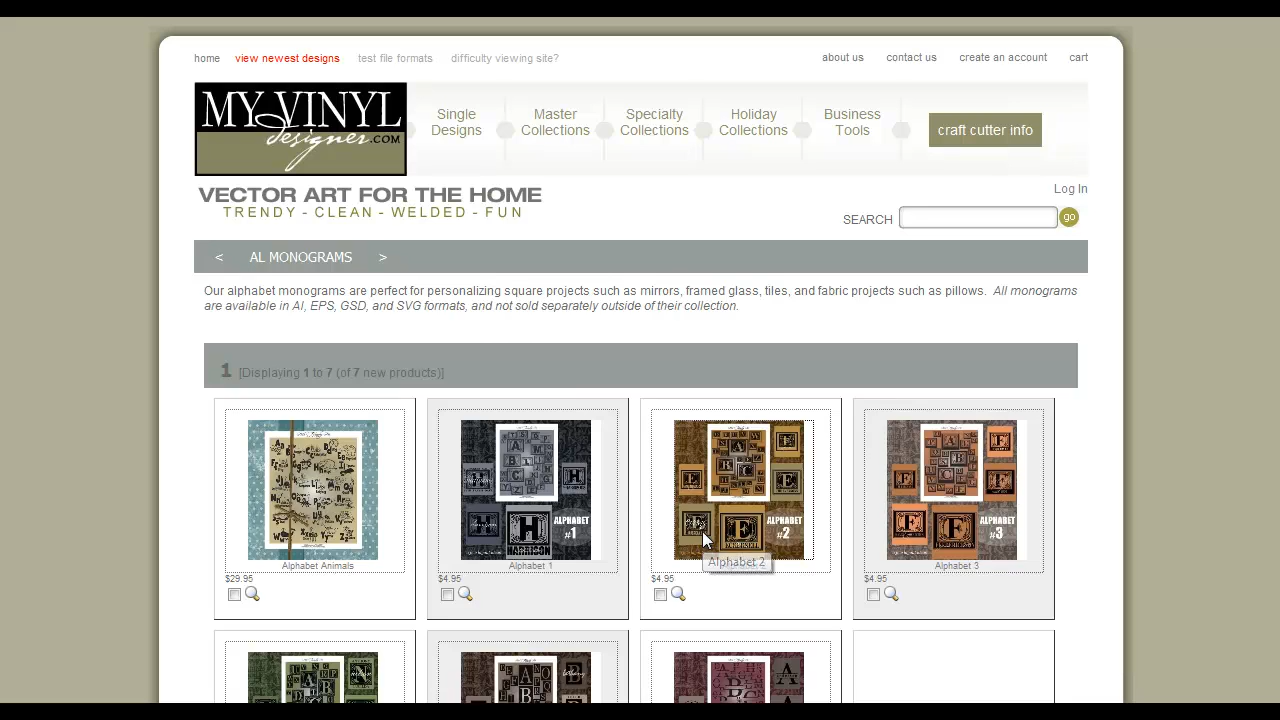 home view newest designs test file formats difficulty viewing site? about us contact us create an account cart
MY VINYL
designer.COM
Single Designs
Master Collections
Specialty Collections
Holiday Collections
Business Tools
craft cutter info
VECTOR ART FOR THE HOME
TRENDY - CLEAN - WELDED - FUN
Log In
SEARCH go
< AL MONOGRAMS >
Our alphabet monograms are perfect for personalizing square projects such as mirrors, framed glass, tiles, and fabric projects such as pillows. All monograms
are available in AI, EPS, GSD, and SVG formats, and not sold separately outside of their collection.
1 [Displaying 1 to 7 (of 7 new products)]
Alphabet Animals
$29.95
ALPHABET
#1
HARRISON
Alphabet 1
$4.95
ALPHABET
#2
Alphabet 2
$4.95
ALPHABET
#3
Alphabet 3
$4.95